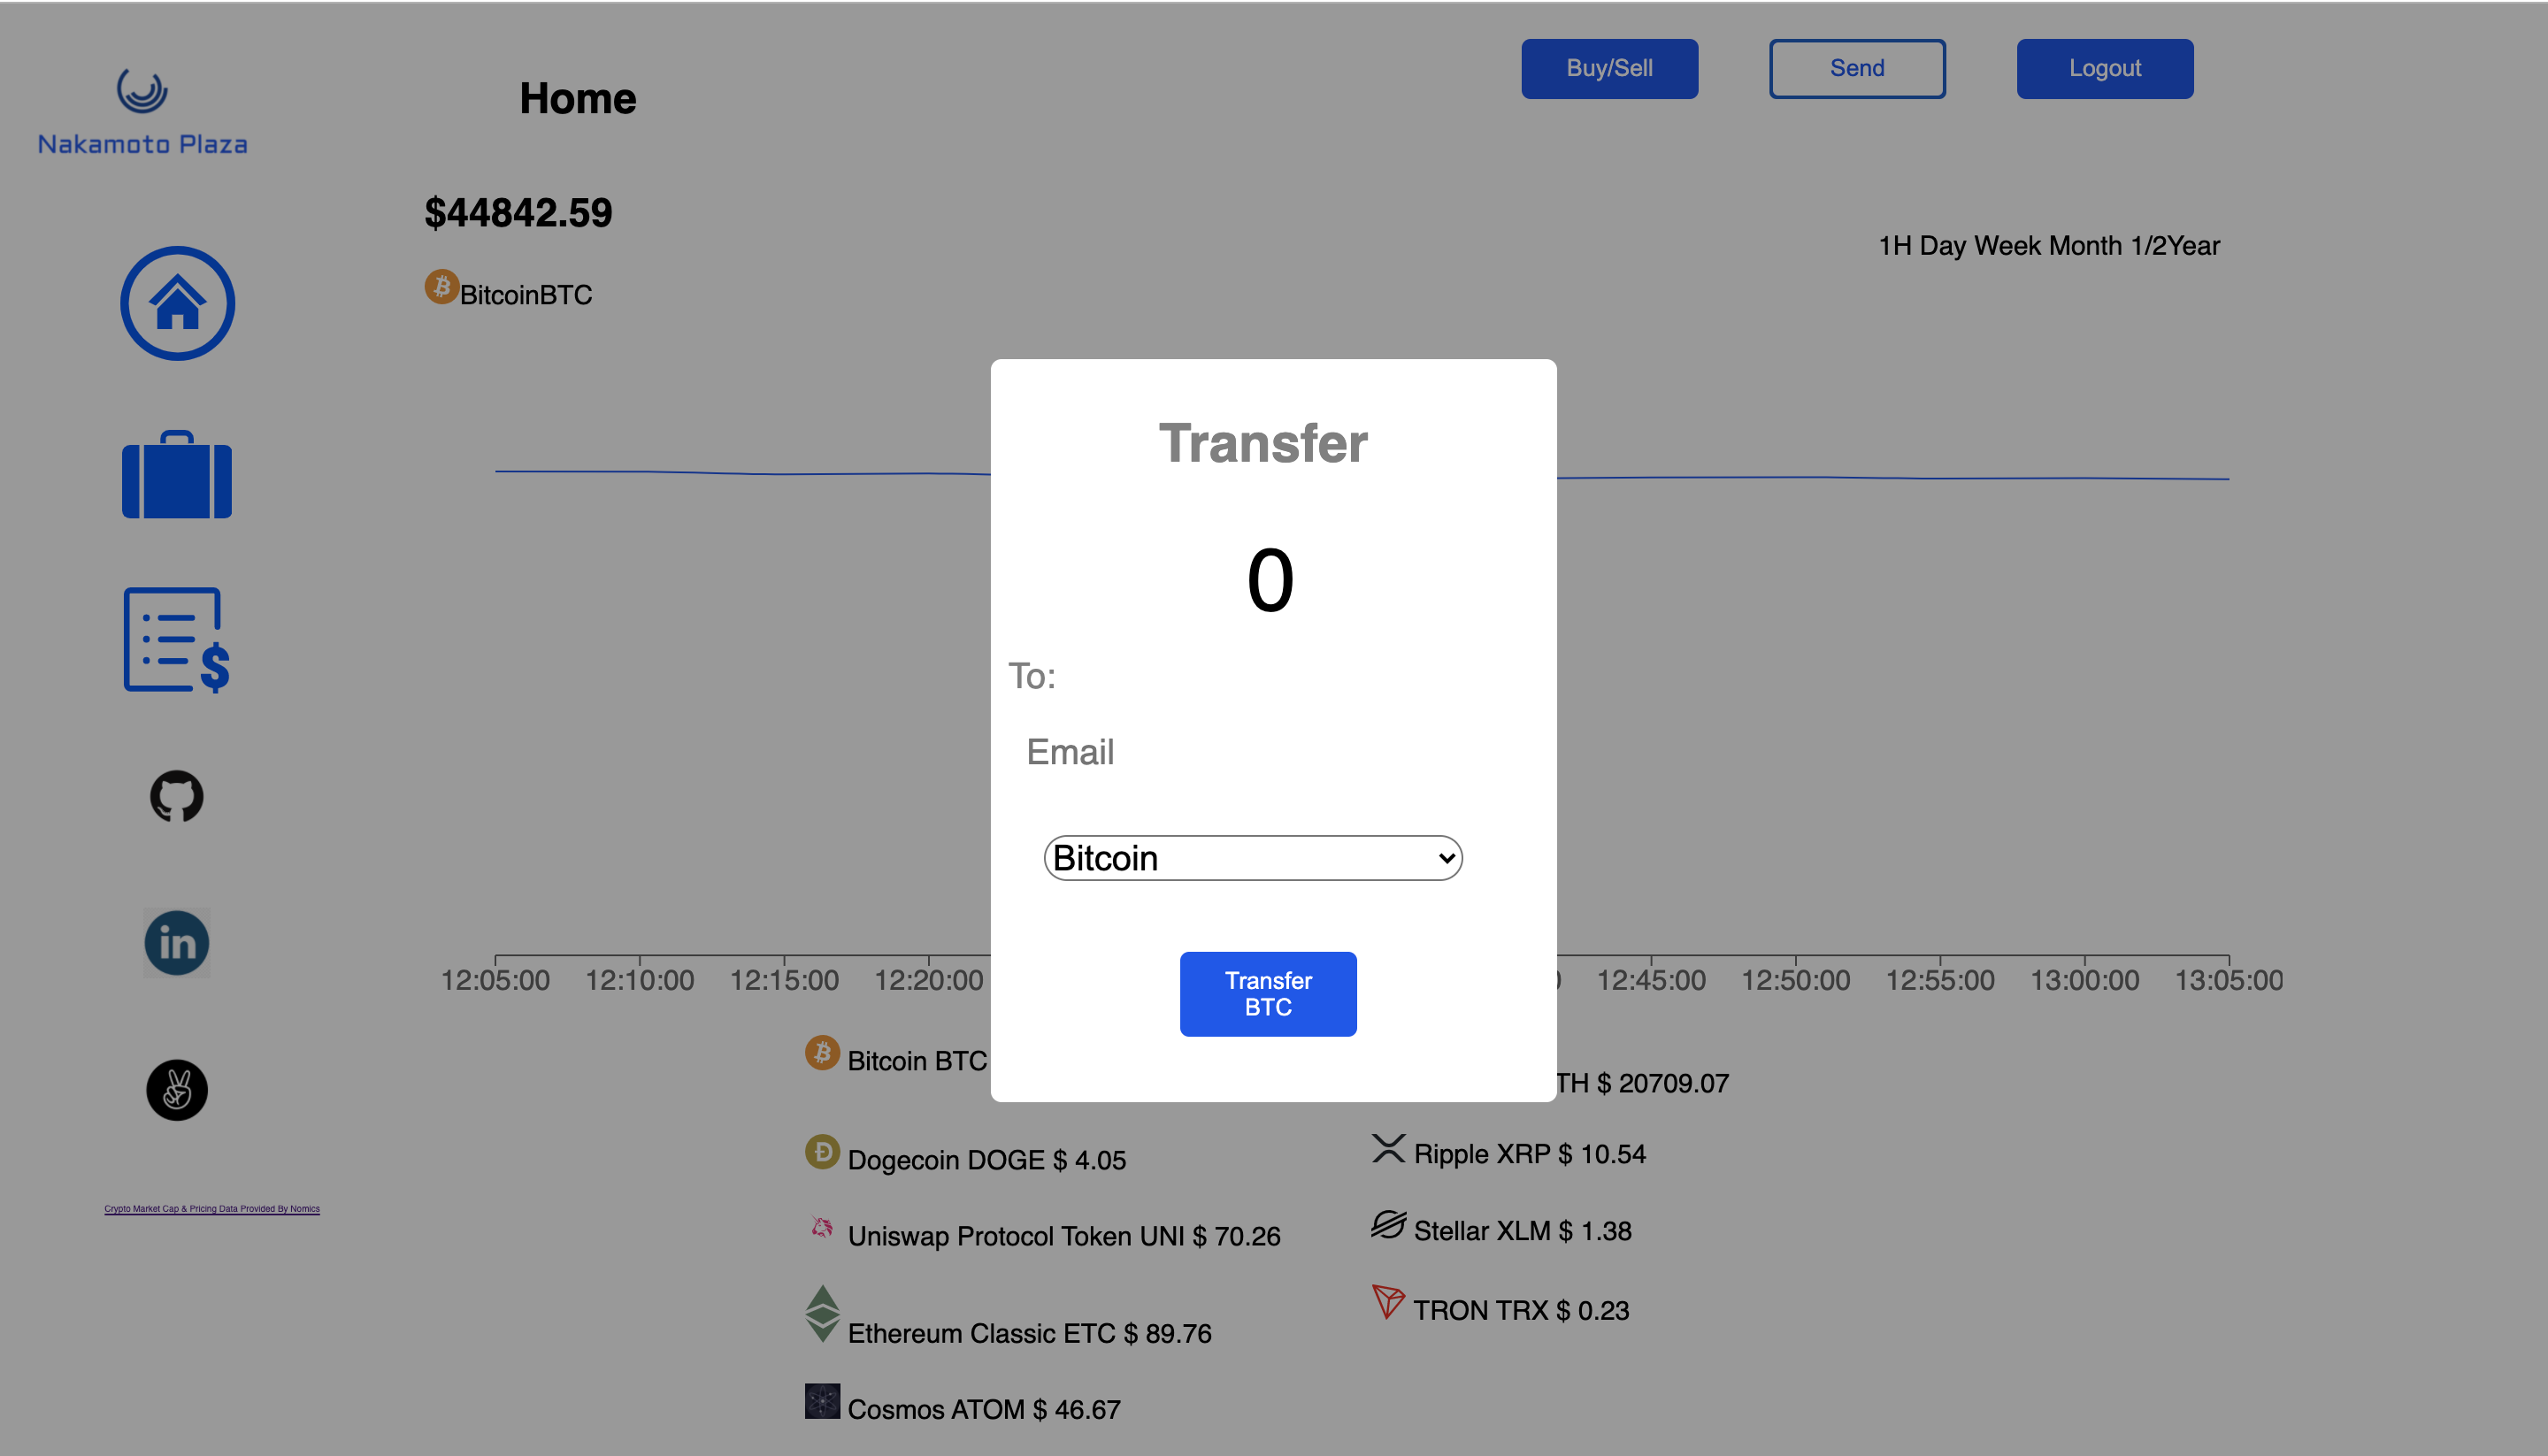 Nakamoto Plaza
Home
Buy/Sell
Send
Logout
$44842.59
1H Day Week Month 1/2Year
BitcoinBTC
Transfer
0
To:
Email
Bitcoin
Transfer
BTC
12:05:00 12:10:00 12:15:00 12:20:00 12:45:00 12:50:00 12:55:00 13:00:00 13:05:00
Bitcoin BTC
TH $ 20709.07
Dogecoin DOGE $ 4.05
Ripple XRP $ 10.54
Uniswap Protocol Token UNI $ 70.26
Stellar XLM $ 1.38
Ethereum Classic ETC $ 89.76
TRON TRX $ 0.23
Cosmos ATOM $ 46.67
in
Crypto Market Cap & Pricing Data Provided By Nomics